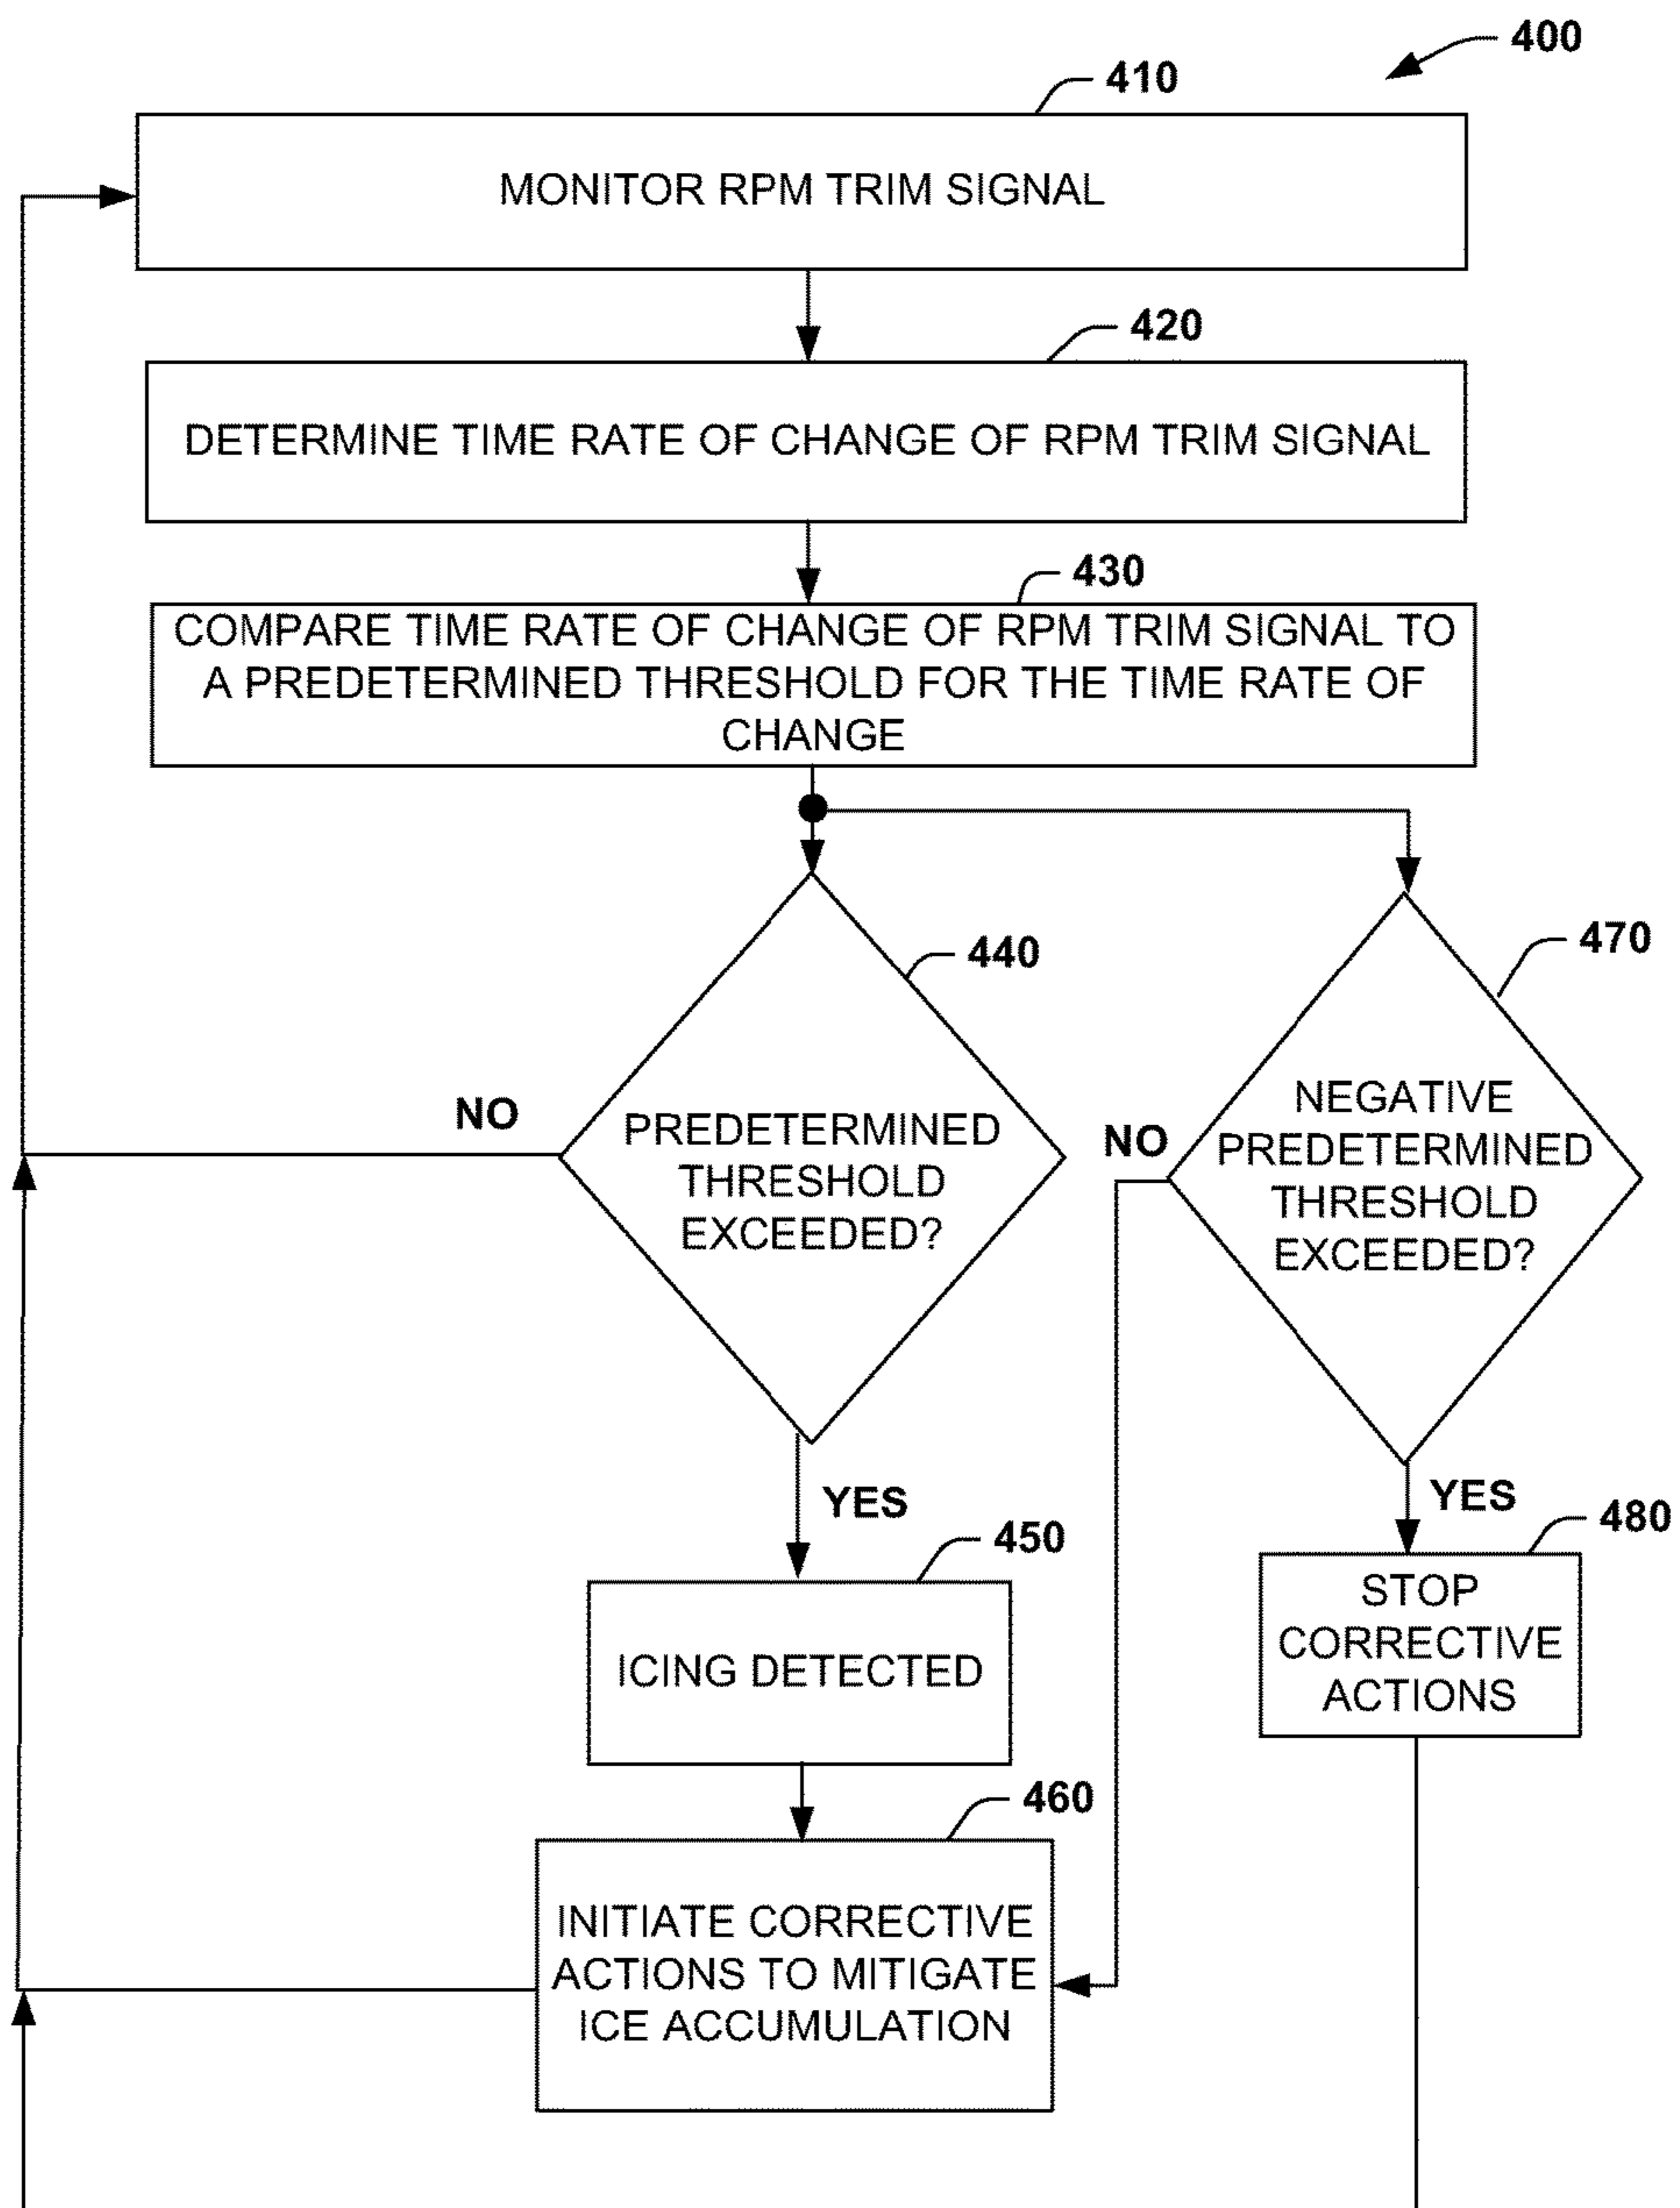 400
410
MONITOR RPM TRIM SIGNAL
420
DETERMINE TIME RATE OF CHANGE OF RPM TRIM SIGNAL
430
COMPARE TIME RATE OF CHANGE OF RPM TRIM SIGNAL TO
A PREDETERMINED THRESHOLD FOR THE TIME RATE OF
CHANGE
440
NO
PREDETERMINED
THRESHOLD
EXCEEDED?
470
NO
NEGATIVE
PREDETERMINED
THRESHOLD
EXCEEDED?
YES
450
ICING DETECTED
YES
480
STOP
CORRECTIVE
ACTIONS
460
INITIATE CORRECTIVE
ACTIONS TO MITIGATE
ICE ACCUMULATION